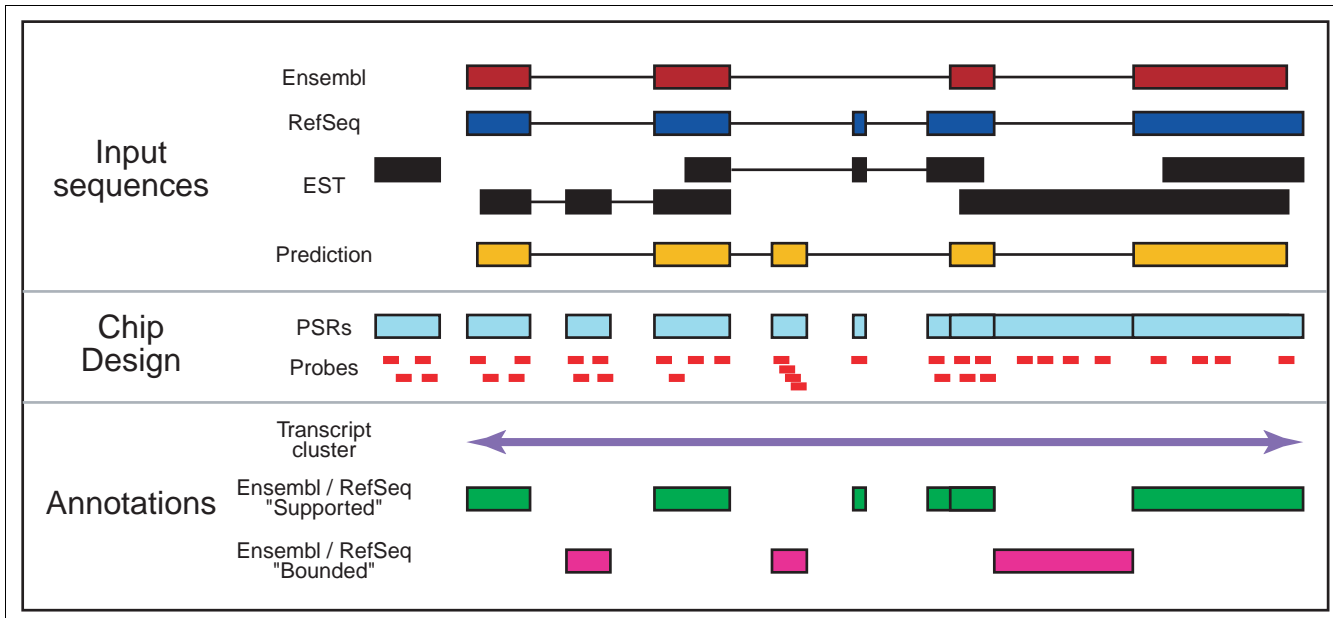 Input
sequences
Ensembl
RefSeq
EST
Prediction
Chip
Design
PSRs
Probes
Annotations
Transcript
cluster
Ensembl / RefSeq
"Supported"
Ensembl / RefSeq
"Bounded"